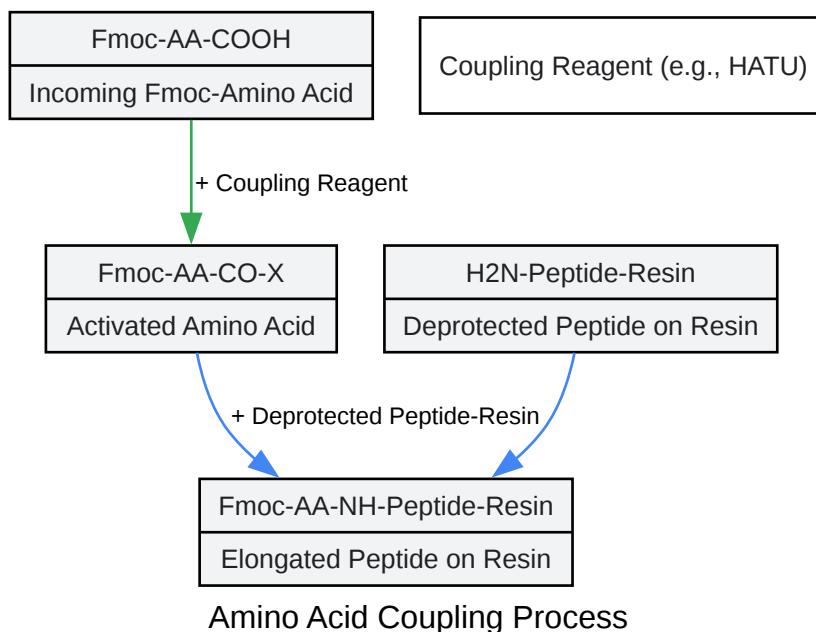 Fmoc-AA-COOH
Incoming Fmoc-Amino Acid
Coupling Reagent (e.g., HATU)
+ Coupling Reagent
Fmoc-AA-CO-X
Activated Amino Acid
H2N-Peptide-Resin
Deprotected Peptide on Resin
+ Deprotected Peptide-Resin
Fmoc-AA-NH-Peptide-Resin
Elongated Peptide on Resin
Amino Acid Coupling Process